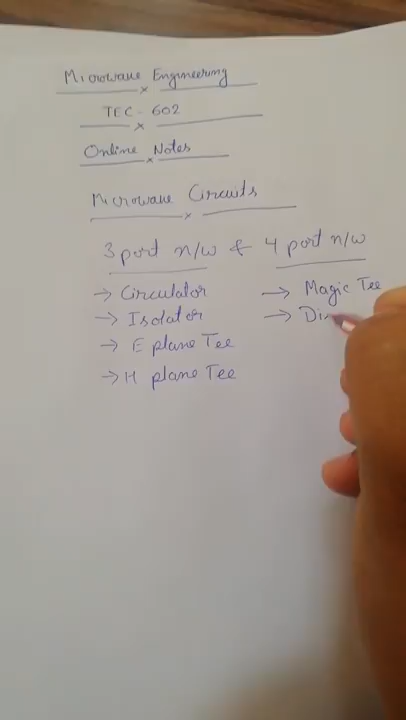 Microwave Engineering
TEC - 602
Online Notes
Microwave Circuits
3 port n/w & 4 port n/w
→ Circulator
→ Isolator
→ E plane Tee
→ H plane Tee
→ Magic Tee
→ Dir